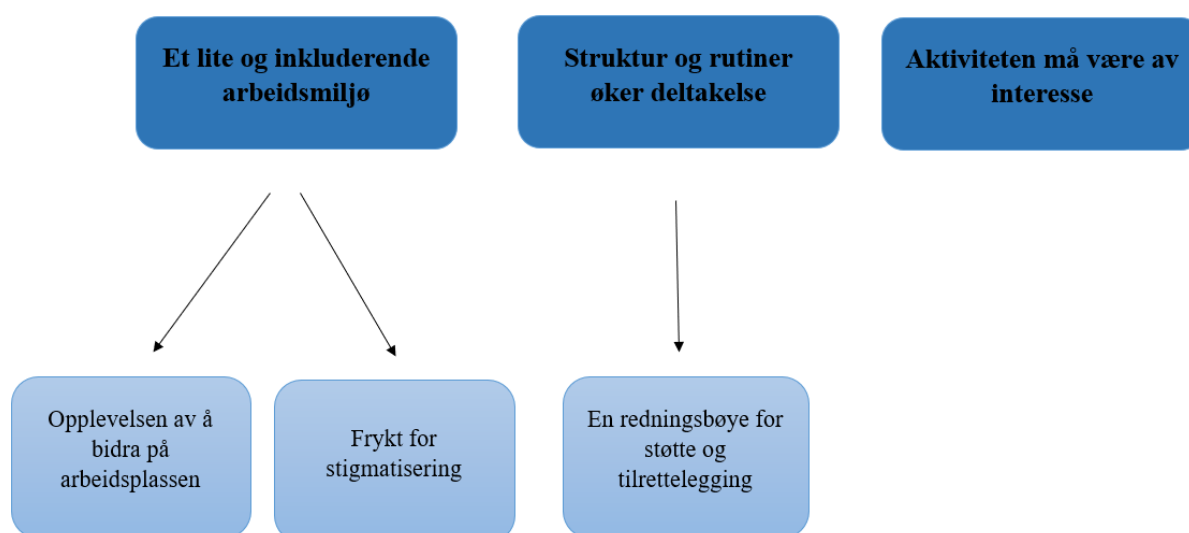 Et lite og inkluderende
arbeidsmiljø
Struktur og rutiner
øker deltakelse
Aktiviteten må være av
interesse
Opplevelsen av å
bidra på
arbeidsplassen
Frykt for
stigmatisering
En redningsbøye for
støtte og
tilrettelegging